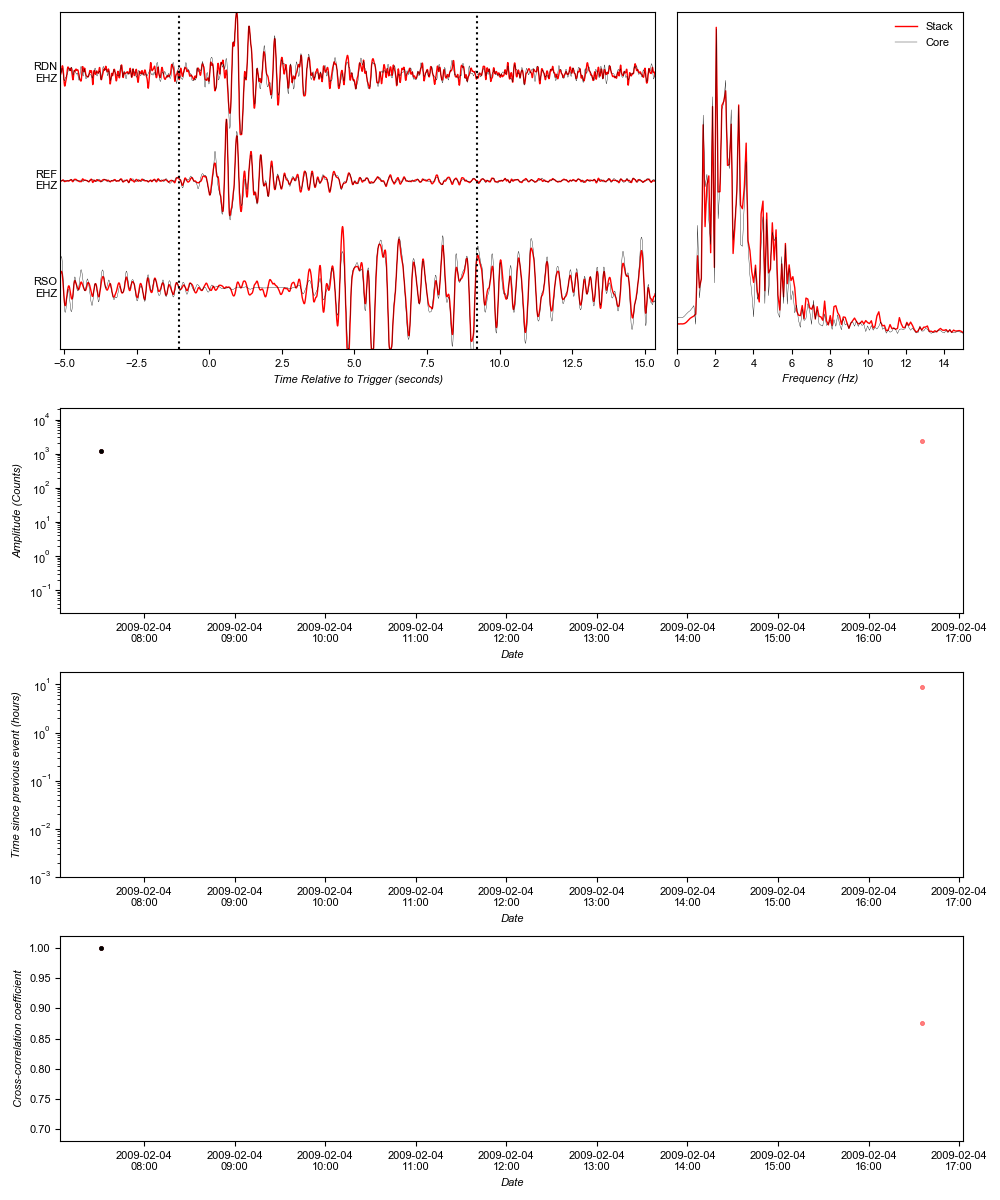 RDN
EHZ
REF
EHZ
RSO
EHZ
−5.0 −2.5 0.0 2.5 5.0 7.5 10.0 12.5 15.0
Time Relative to Trigger (seconds)
Stack
Core
0 2 4 6 8 10 12 14
Frequency (Hz)
10⁴
10³
10²
10¹
10⁰
10⁻¹
Amplitude (Counts)
2009-02-04 2009-02-04 2009-02-04 2009-02-04 2009-02-04 2009-02-04 2009-02-04 2009-02-04 2009-02-04 2009-02-04
08:00 09:00 10:00 11:00 12:00 13:00 14:00 15:00 16:00 17:00
Date
10¹
10⁰
10⁻¹
10⁻²
10⁻³
Time since previous event (hours)
2009-02-04 2009-02-04 2009-02-04 2009-02-04 2009-02-04 2009-02-04 2009-02-04 2009-02-04 2009-02-04 2009-02-04
08:00 09:00 10:00 11:00 12:00 13:00 14:00 15:00 16:00 17:00
Date
1.00
0.95
0.90
0.85
0.80
0.75
0.70
Cross-correlation coefficient
2009-02-04 2009-02-04 2009-02-04 2009-02-04 2009-02-04 2009-02-04 2009-02-04 2009-02-04 2009-02-04 2009-02-04
08:00 09:00 10:00 11:00 12:00 13:00 14:00 15:00 16:00 17:00
Date